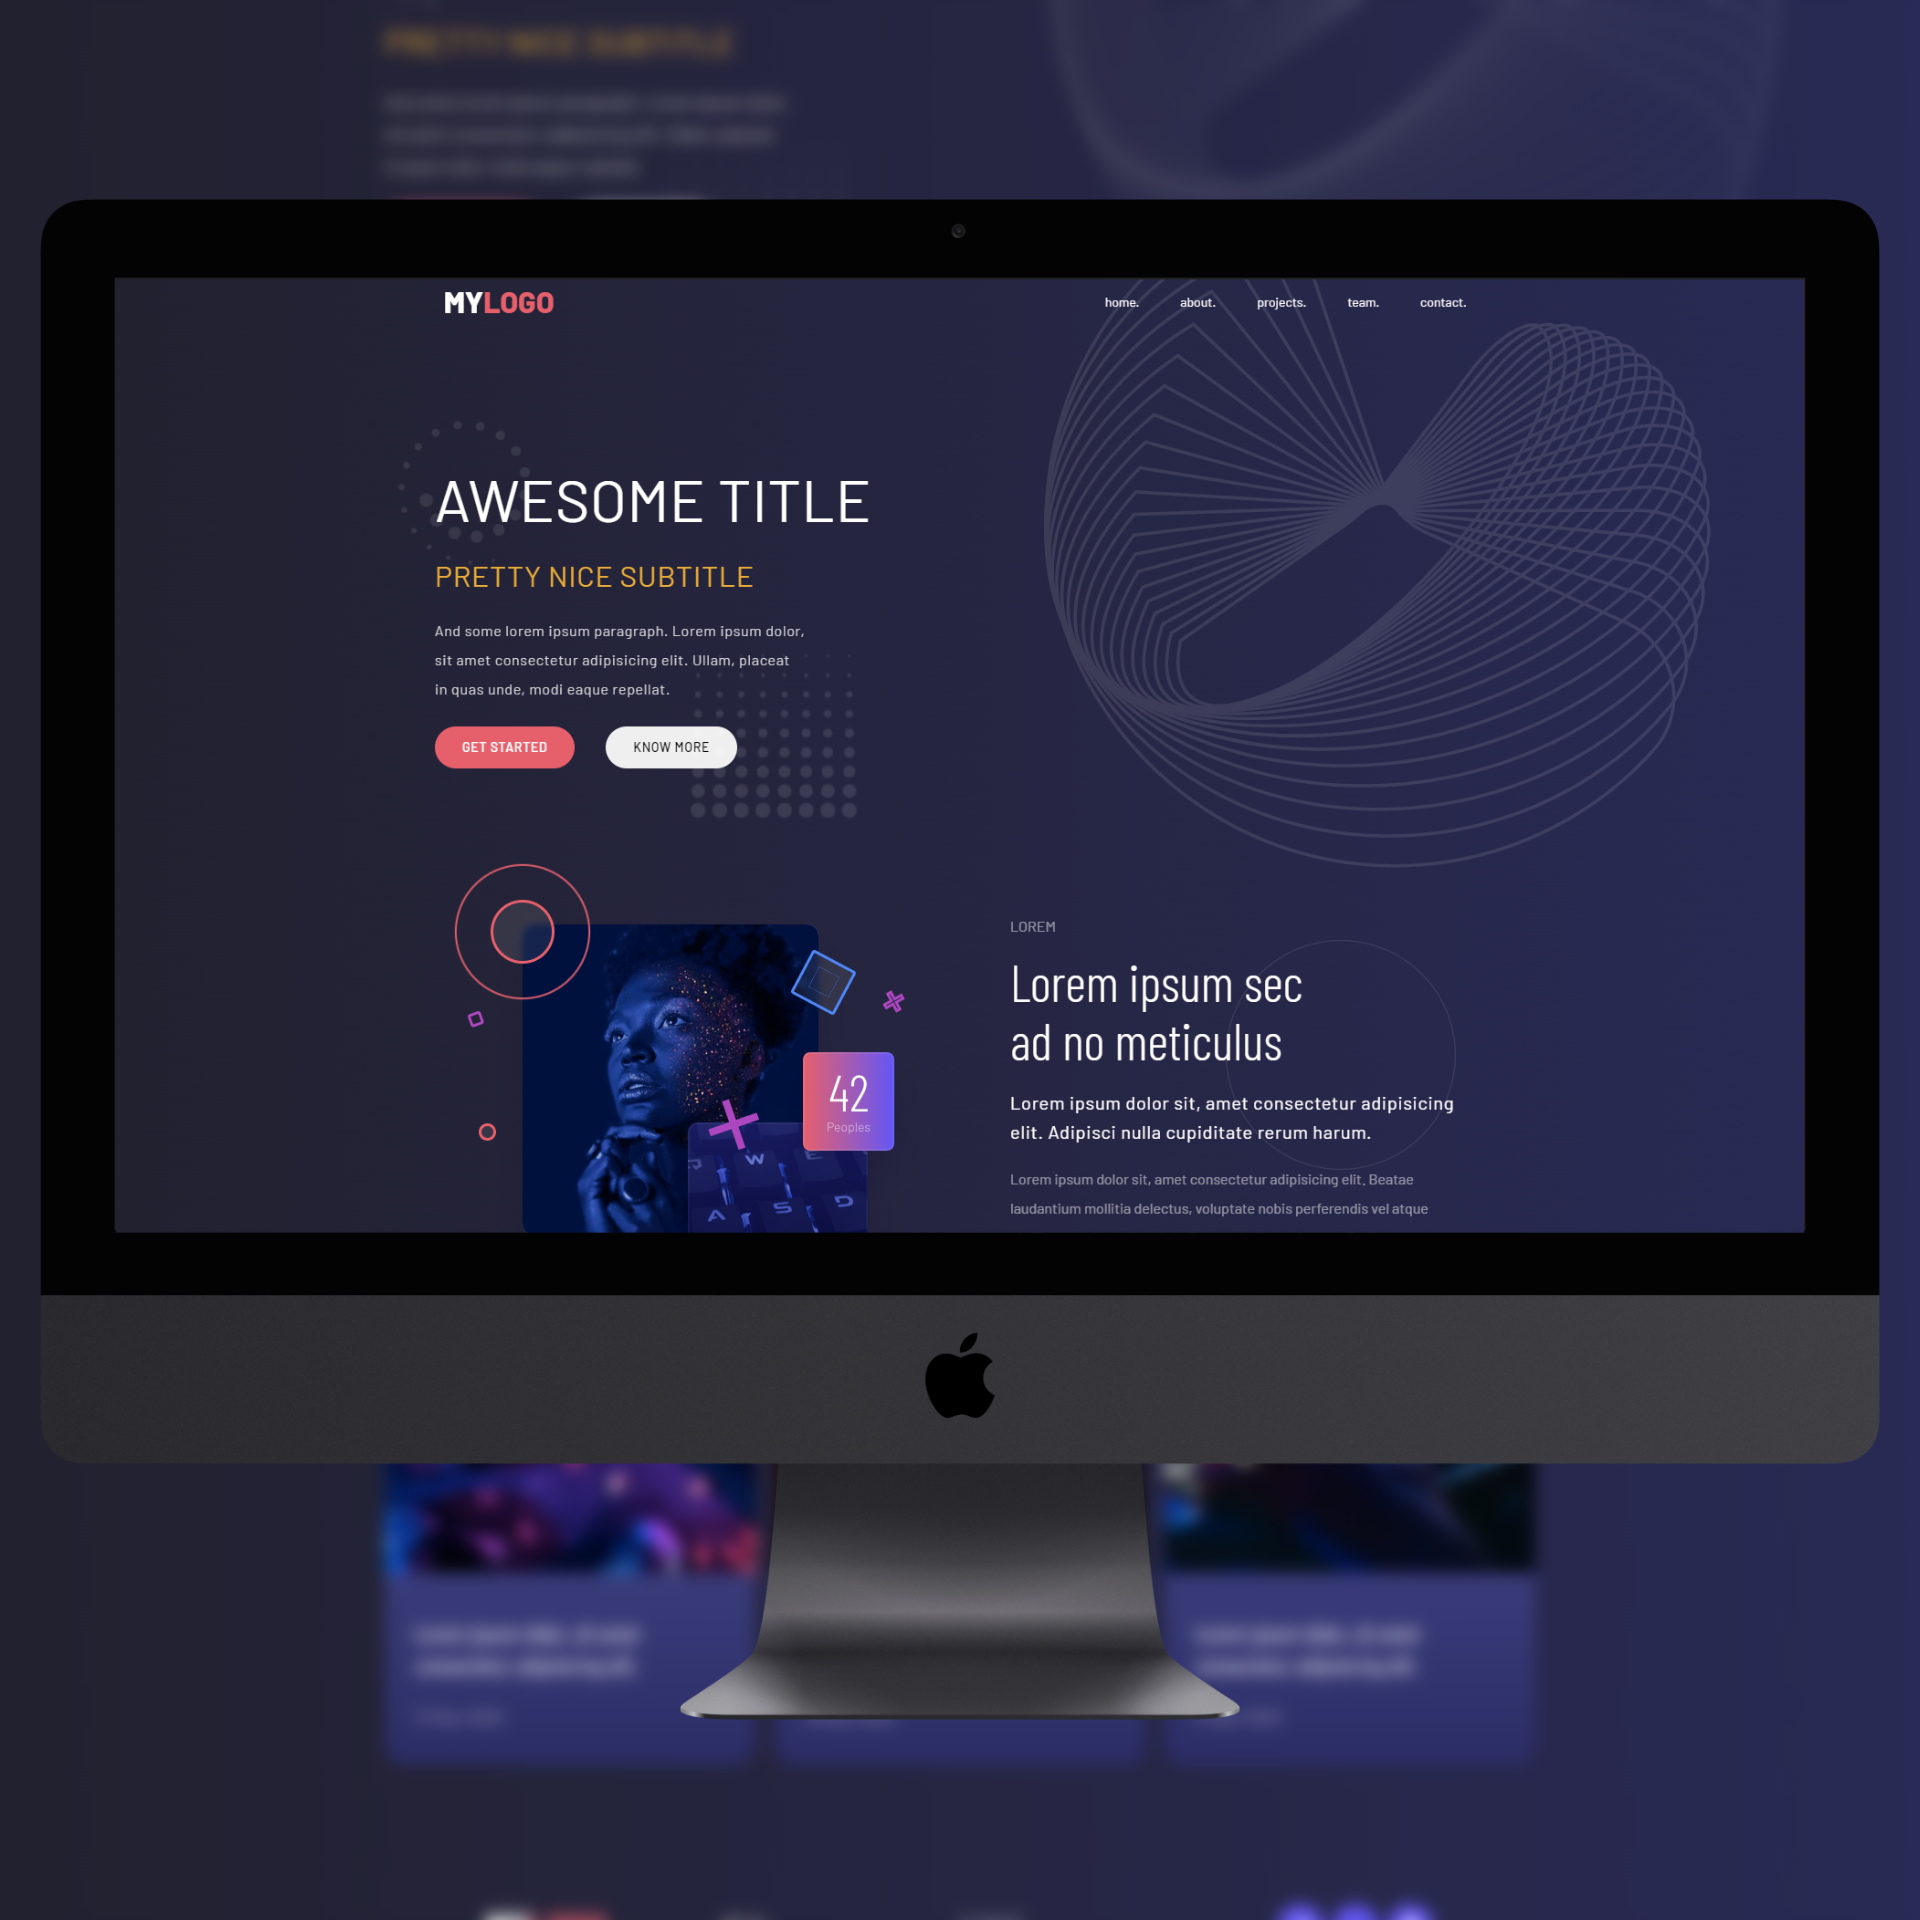 PRETTY NICE SUBTITLE
MYLOGO
home. about. projects. team. contact.
AWESOME TITLE
PRETTY NICE SUBTITLE
And some lorem ipsum paragraph. Lorem ipsum dolor,
sit amet consectetur adipisicing elit. Ullam, placeat
in quas unde, modi eaque repellat.
GET STARTED KNOW MORE
LOREM
Lorem ipsum sec
ad no meticulus
42
Peoples
W E
A S D
Lorem ipsum dolor sit, amet consectetur adipisicing
elit. Adipisci nulla cupiditate rerum harum.
Lorem ipsum dolor sit, amet consectetur adipisicing elit. Beatae
laudantium mollitia delectus, voluptate nobis perferendis vel atque